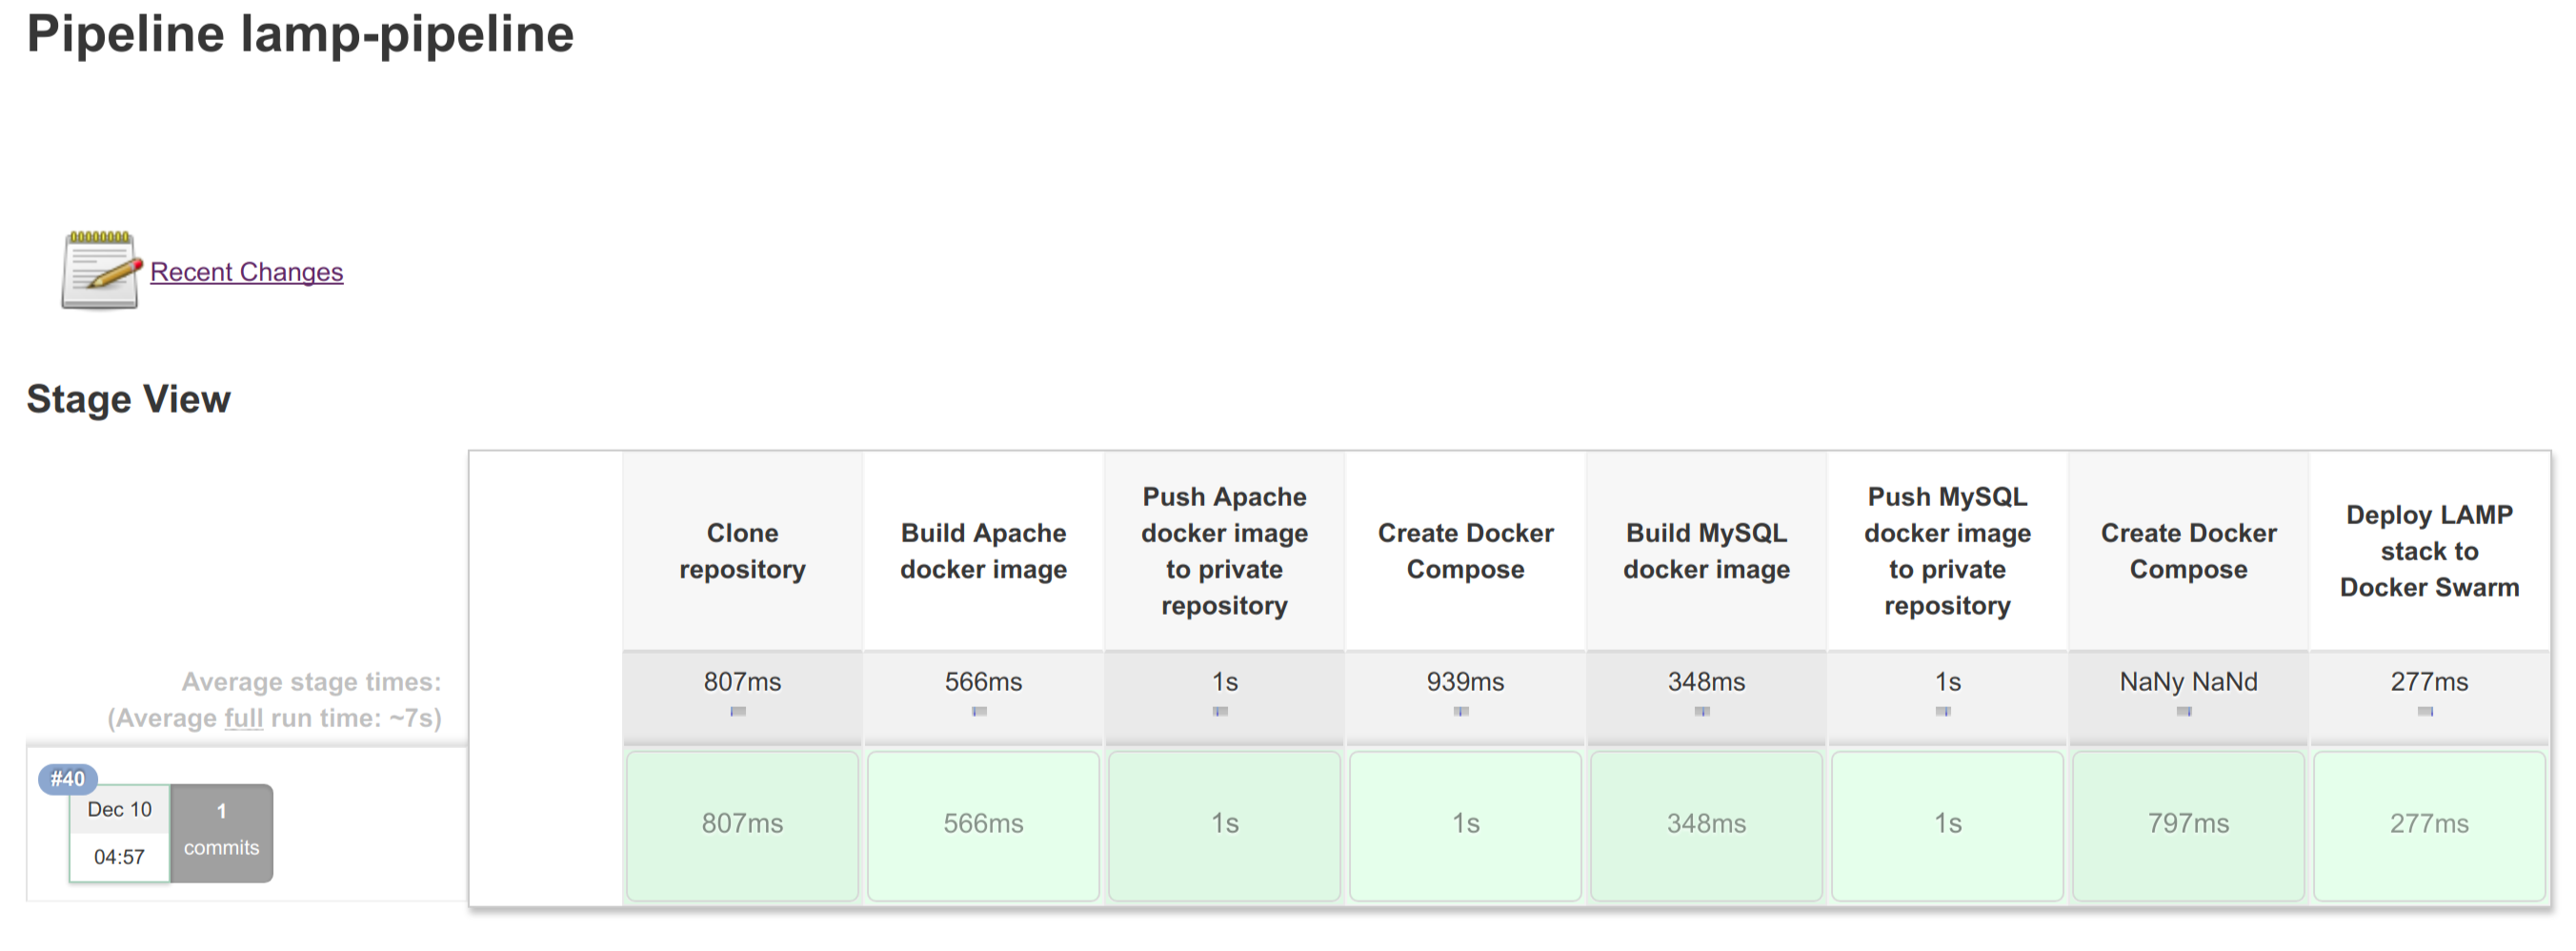 Pipeline lamp-pipeline
Recent Changes
Stage View
Clone
repository
Build Apache
docker image
Push Apache
docker image
to private
repository
Create Docker
Compose
Build MySQL
docker image
Push MySQL
docker image
to private
repository
Create Docker
Compose
Deploy LAMP
stack to
Docker Swarm
Average stage times:
(Average full run time: ~7s)
807ms
566ms
1s
939ms
348ms
1s
NaNy NaNd
277ms
#40
Dec 10
04:57
1
commits
807ms
566ms
1s
1s
348ms
1s
797ms
277ms